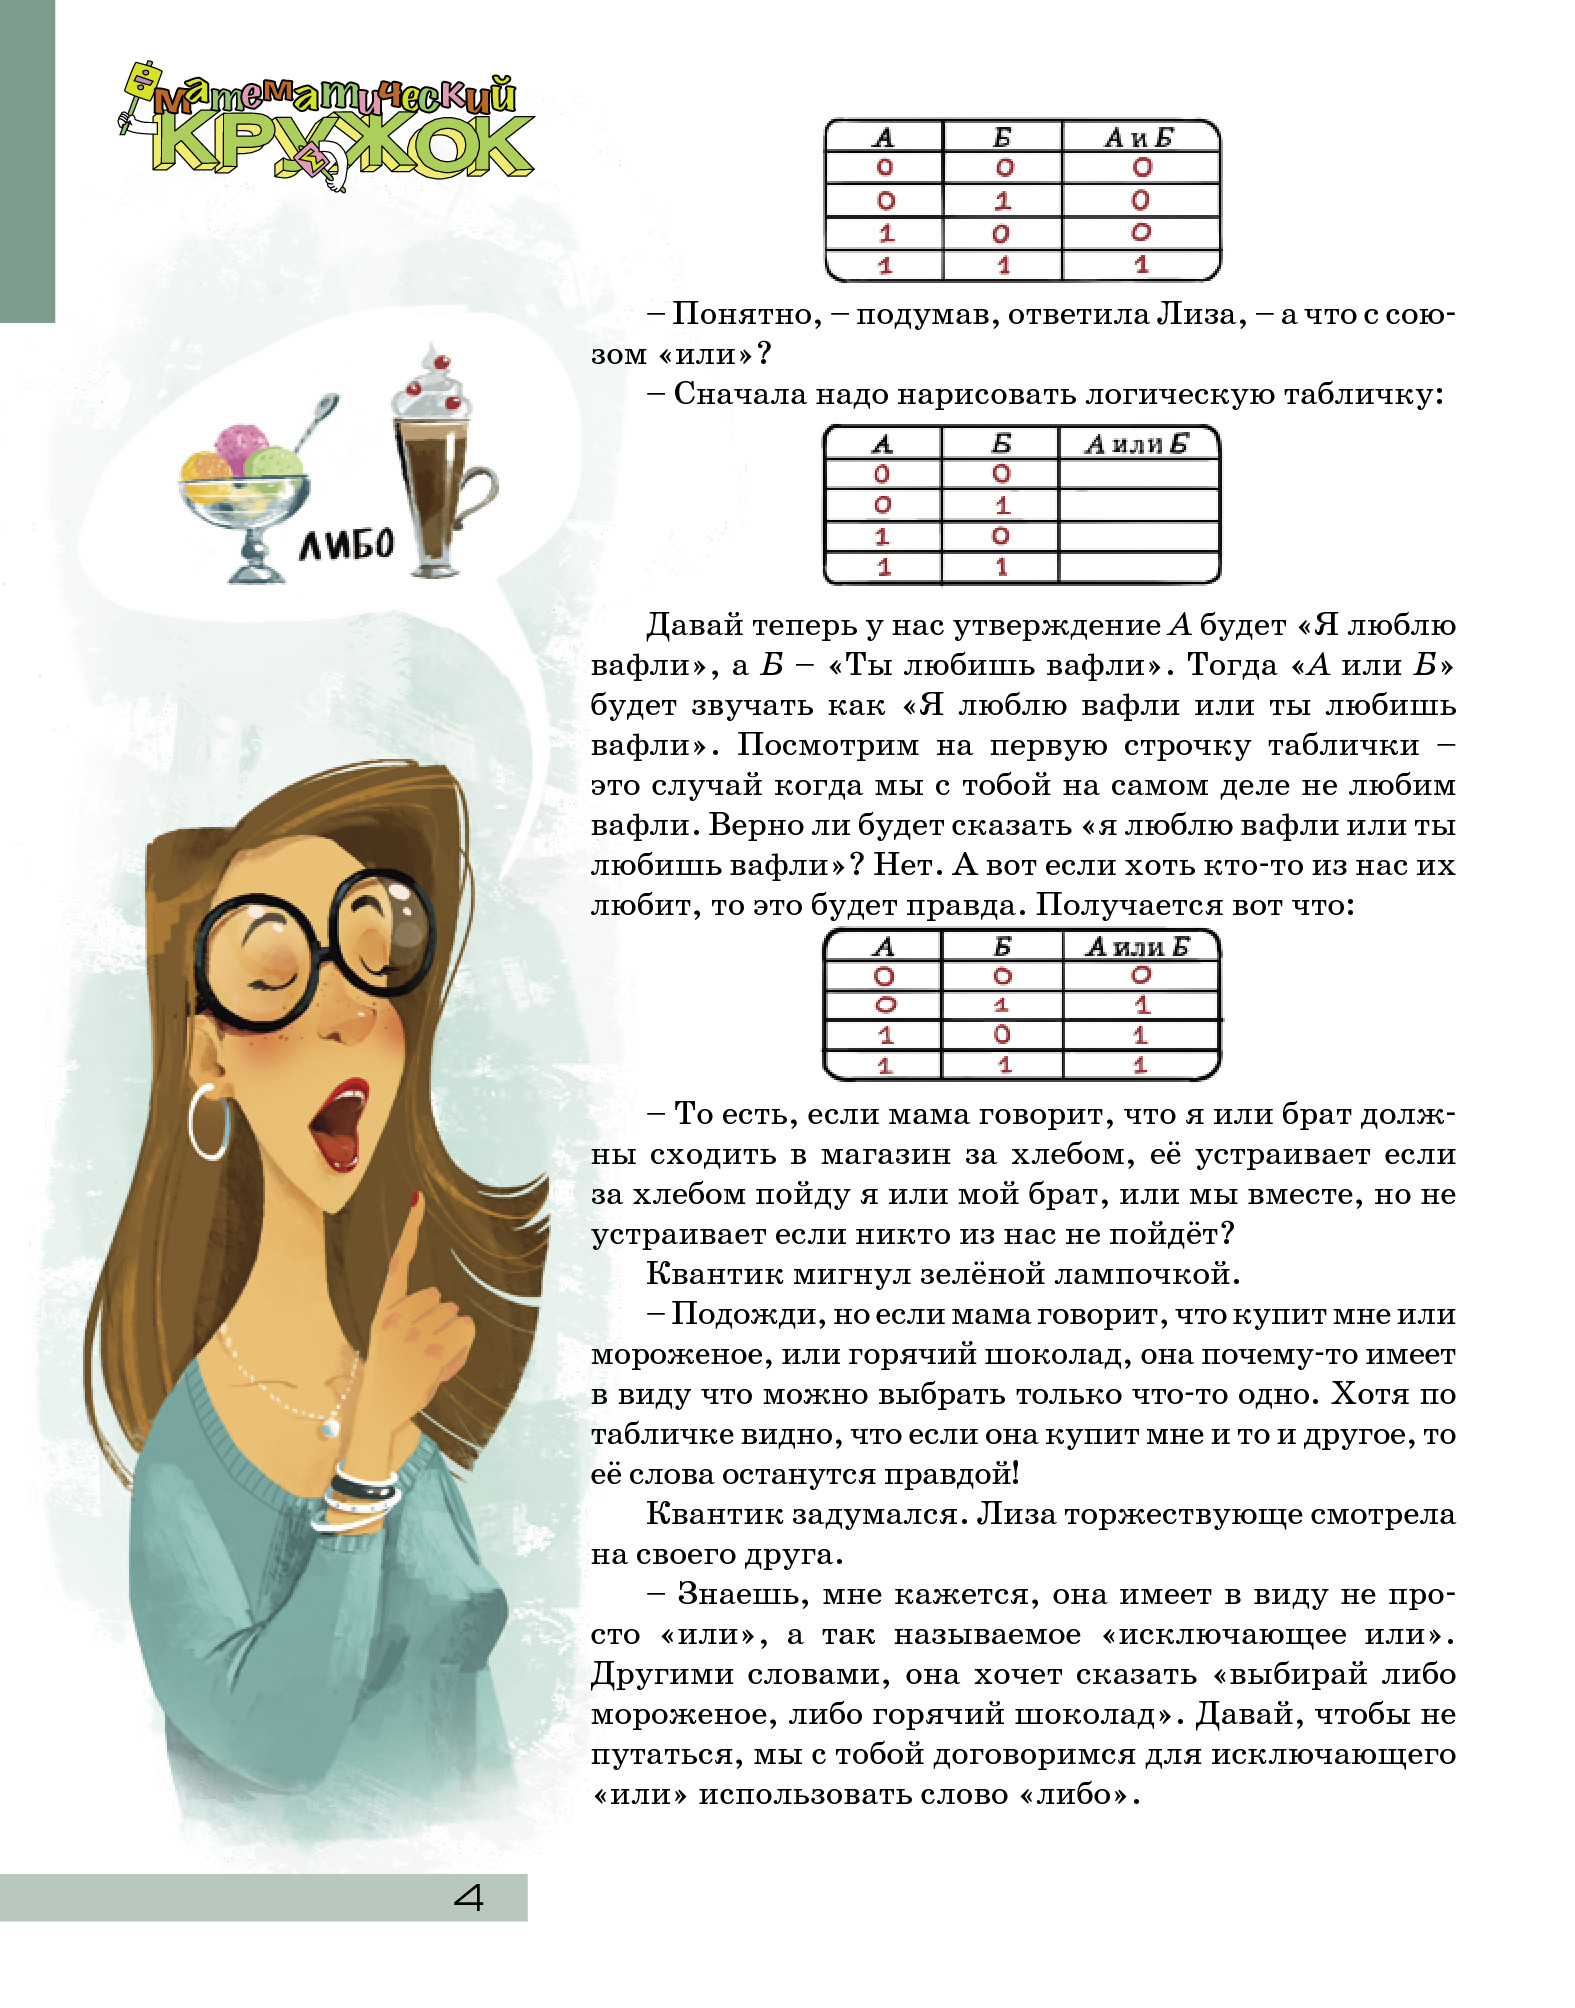 математический
КРУЖОК
А Б А и Б
0 0 0
0 1 0
1 0 0
1 1 1
– Понятно, – подумав, ответила Лиза, – а что с сою-
зом «или»?
– Сначала надо нарисовать логическую табличку:
А Б А или Б
0 0
0 1
1 0
1 1
ЛИБО
Давай теперь у нас утверждение А будет «Я люблю
вафли», а Б – «Ты любишь вафли». Тогда «А или Б»
будет звучать как «Я люблю вафли или ты любишь
вафли». Посмотрим на первую строчку таблички –
это случай когда мы с тобой на самом деле не любим
вафли. Верно ли будет сказать «я люблю вафли или ты
любишь вафли»? Нет. А вот если хоть кто-то из нас их
любит, то это будет правда. Получается вот что:
А Б А или Б
0 0 0
0 1 1
1 0 1
1 1 1
– То есть, если мама говорит, что я или брат долж-
ны сходить в магазин за хлебом, её устраивает если
за хлебом пойду я или мой брат, или мы вместе, но не
устраивает если никто из нас не пойдёт?
Квантик мигнул зелёной лампочкой.
– Подожди, но если мама говорит, что купит мне или
мороженое, или горячий шоколад, она почему-то имеет
в виду что можно выбрать только что-то одно. Хотя по
табличке видно, что если она купит мне и то и другое, то
её слова останутся правдой!
Квантик задумался. Лиза торжествующе смотрела
на своего друга.
– Знаешь, мне кажется, она имеет в виду не про-
сто «или», а так называемое «исключающее или».
Другими словами, она хочет сказать «выбирай либо
мороженое, либо горячий шоколад». Давай, чтобы не
путаться, мы с тобой договоримся для исключающего
«или» использовать слово «либо».
4